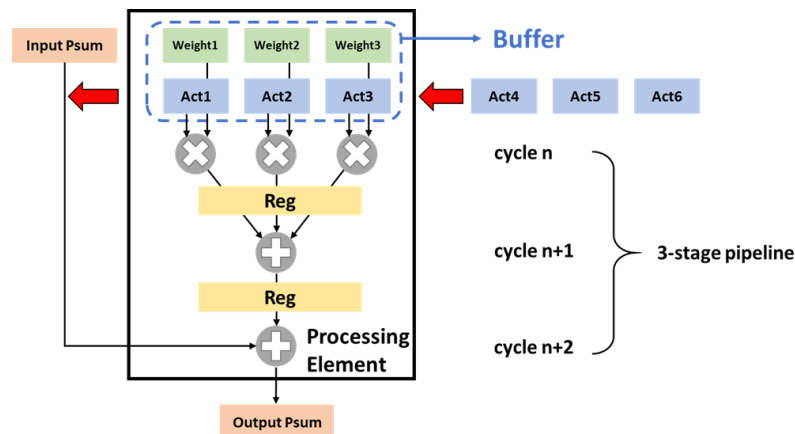 Input Psum
Weight1
Weight2
Weight3
Buffer
Act1
Act2
Act3
Act4
Act5
Act6
cycle n
Reg
cycle n+1
3-stage pipeline
Reg
Processing
Element
cycle n+2
Output Psum